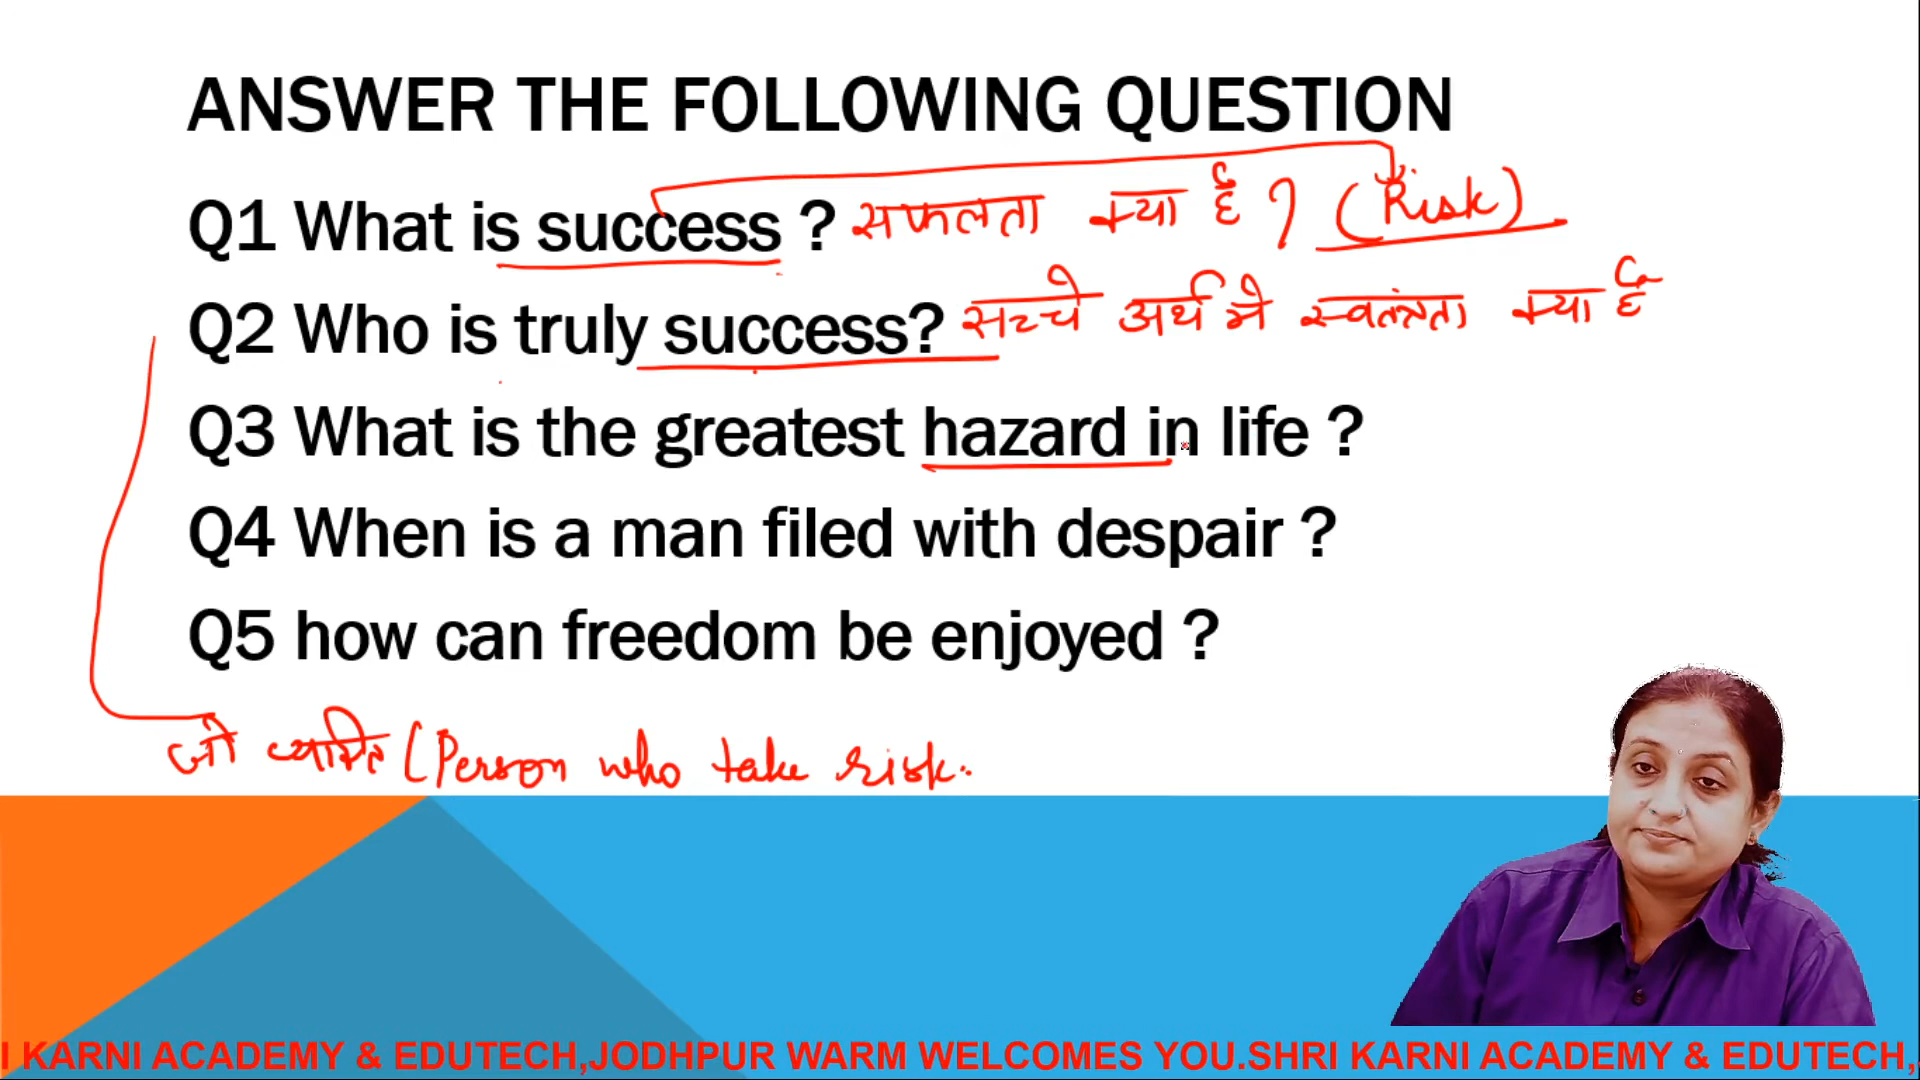 ANSWER THE FOLLOWING QUESTION
Q1 What is success ? सफलता क्या है ? (Risk)
Q2 Who is truly success? सच्चे अर्थ मे स्वतंत्रता क्या है
Q3 What is the greatest hazard in life ?
Q4 When is a man filed with despair ?
Q5 how can freedom be enjoyed ?
जो व्यक्ति (Person who take risk.
I KARNI ACADEMY & EDUTECH,JODHPUR WARM WELCOMES YOU.SHRI KARNI ACADEMY & EDUTECH,